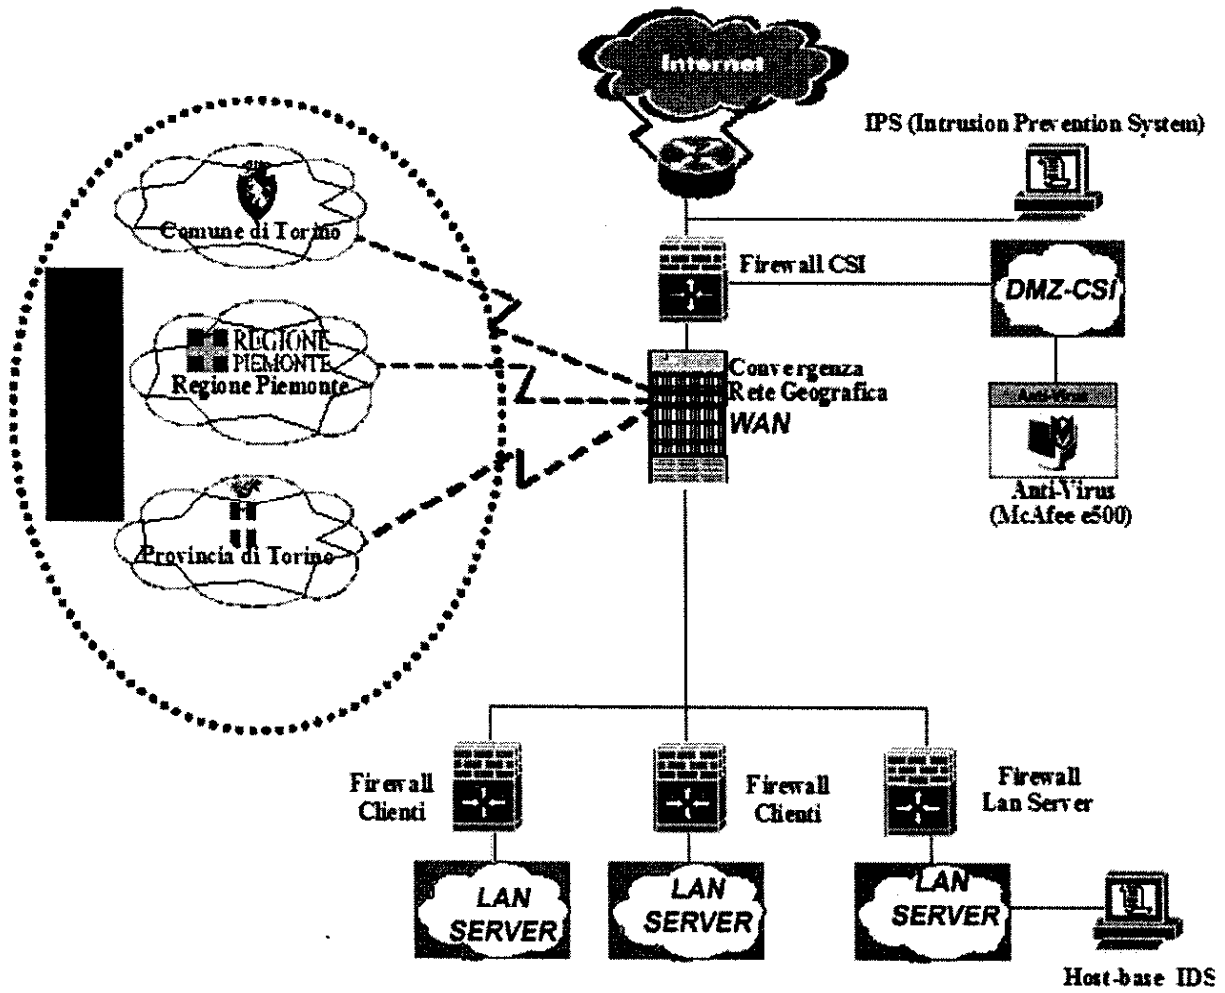 Internet
IPS (Intrusion Prevention System)
Comune di Torino
Firewall CSI
DMZ-CSI
REGIONE
PIEMONTE
Regione Piemonte
Convergenza
Rete Geografica
WAN
Anti-Virus
Anti-Virus
(McAfee e500)
Provincia di Torino
Firewall
Clienti
Firewall
Clienti
Firewall
Lan Server
LAN
SERVER
LAN
SERVER
LAN
SERVER
Host-base IDS